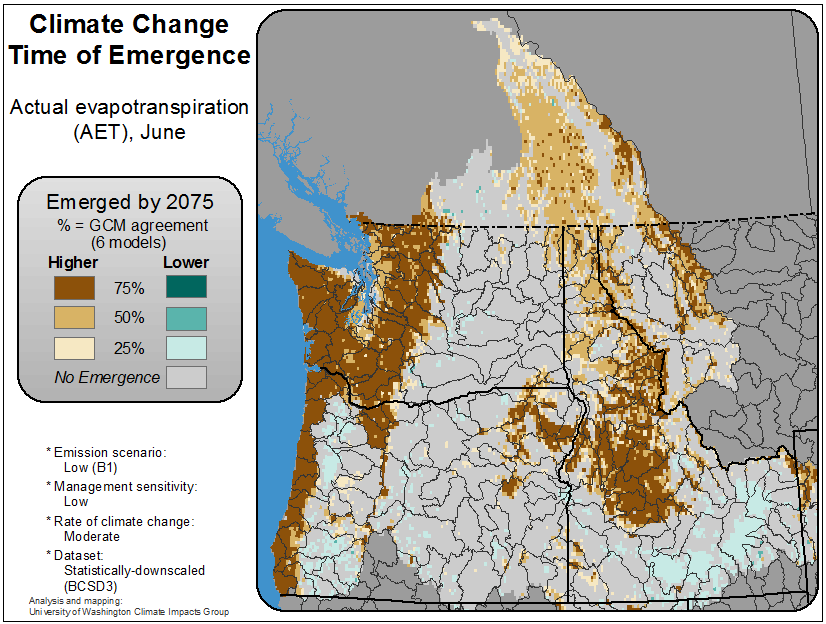 Climate Change
Time of Emergence
Actual evapotranspiration
(AET), June
Emerged by 2075
% = GCM agreement
(6 models)
Higher Lower
75%
50%
25%
No Emergence
* Emission scenario:
Low (B1)
* Management sensitivity:
Low
* Rate of climate change:
Moderate
* Dataset:
Statistically-downscaled
(BCSD3)
Analysis and mapping:
University of Washington Climate Impacts Group